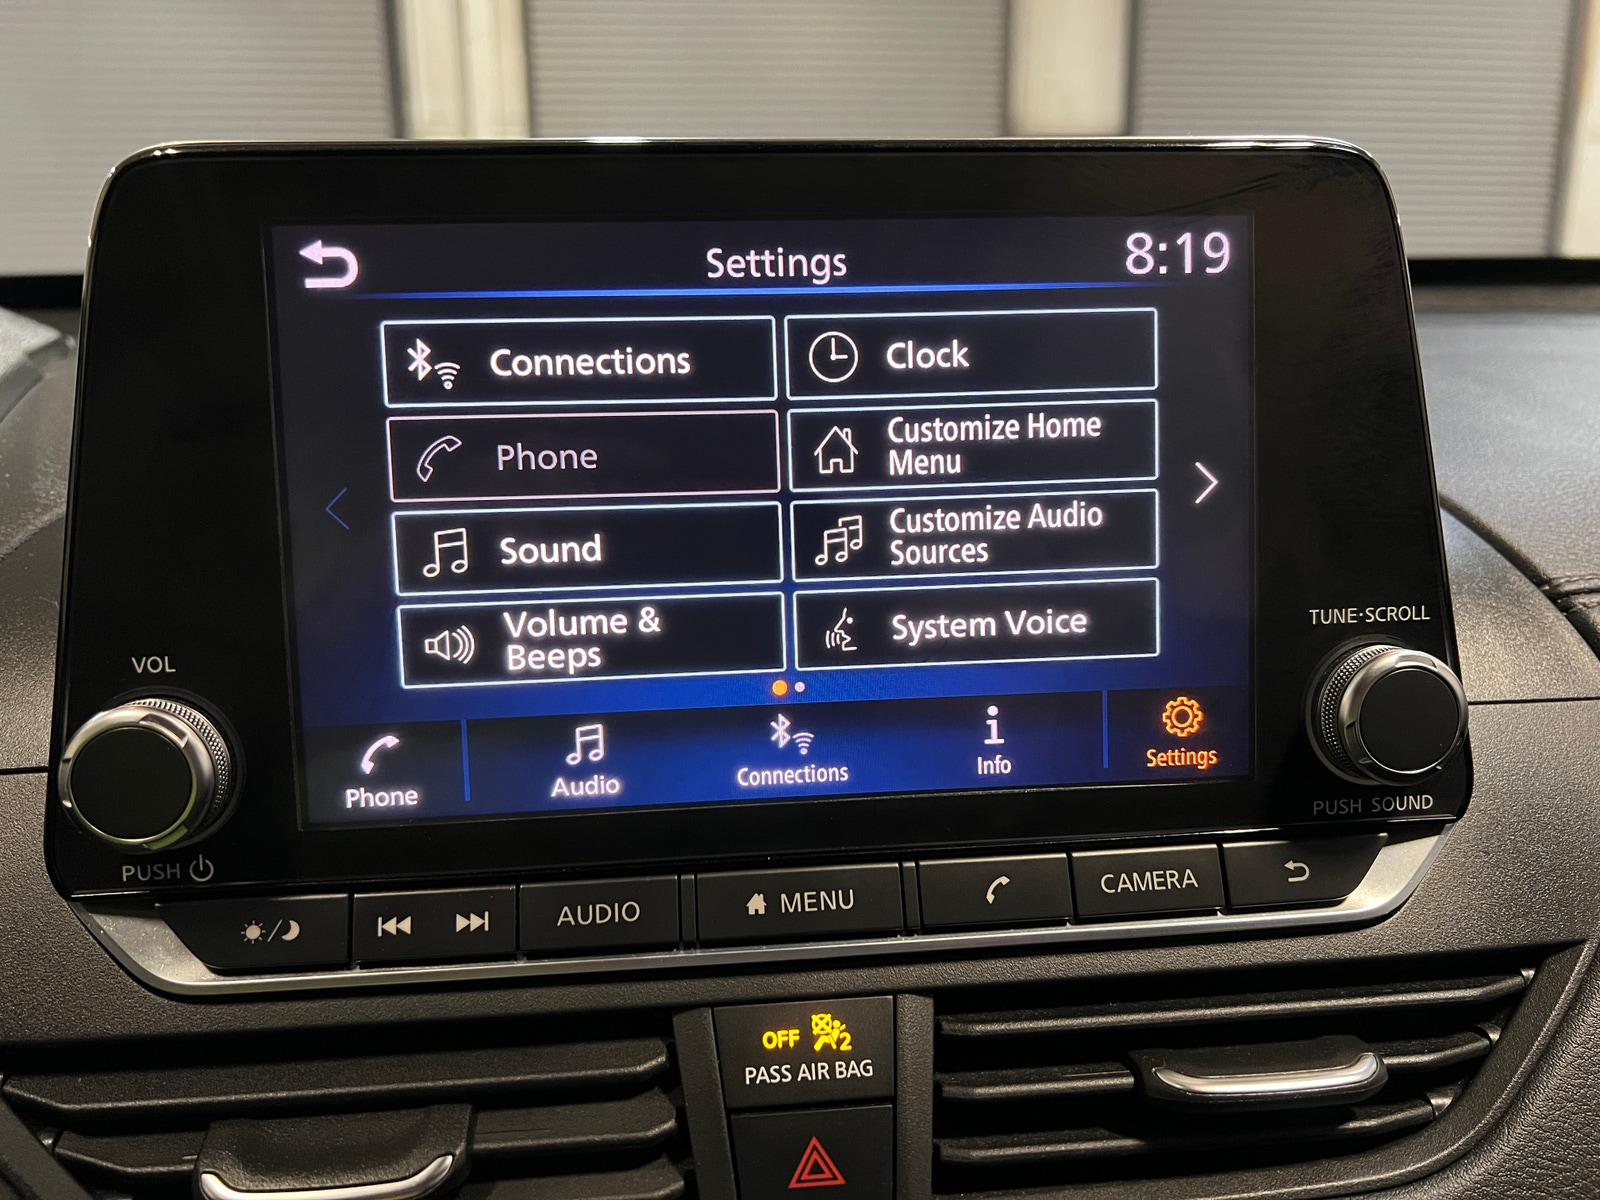 Settings
8:19
Connections
Clock
Phone
Customize Home
Menu
Sound
Customize Audio
Sources
Volume &
Beeps
System Voice
Phone
Audio
Connections
Info
Settings
VOL
PUSH
TUNE·SCROLL
PUSH SOUND
AUDIO
MENU
CAMERA
OFF 2
PASS AIR BAG